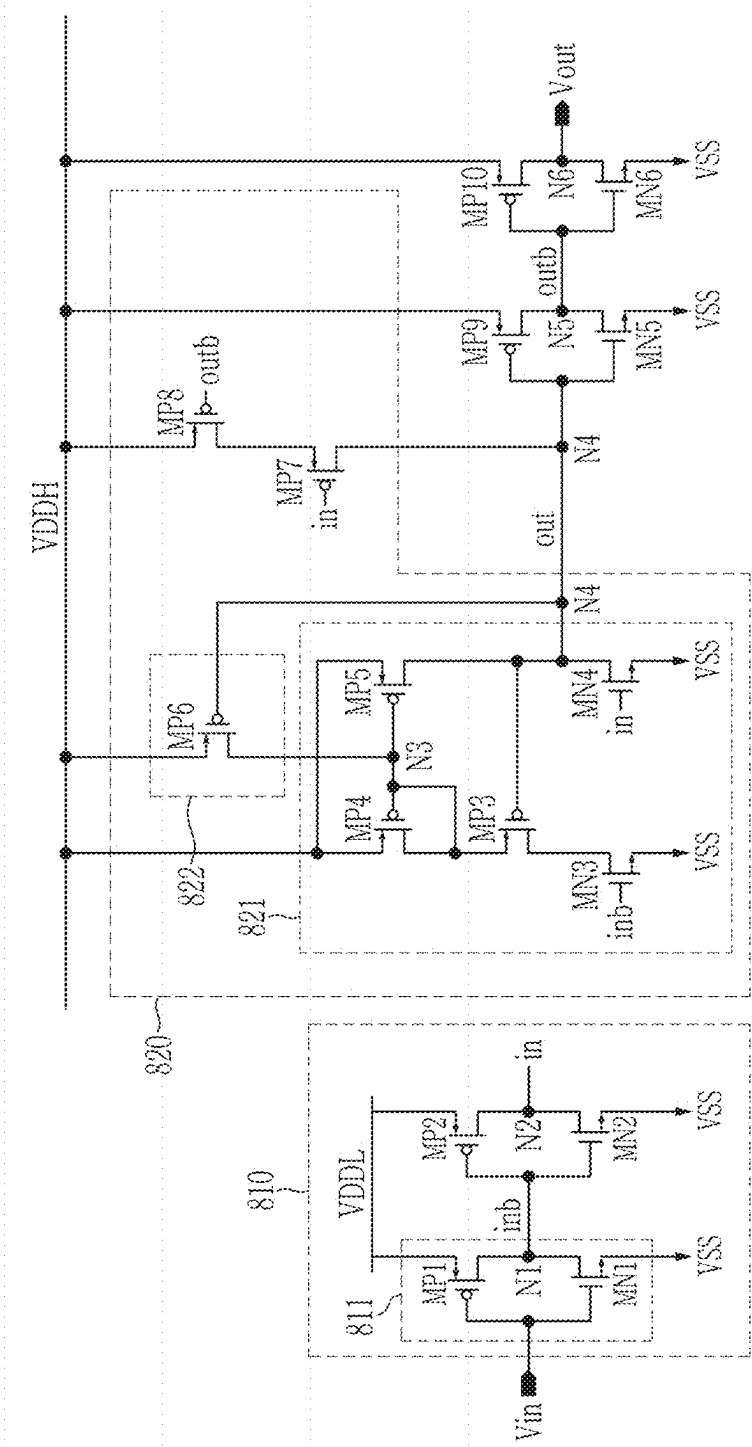 VDDH
MP8
outb
MP7
in
MP6
822
821
820
MP4
MP5
N3
MP3
MN3
inb
VSS
MN4
in
VSS
N4
out
N4
MP9
N5
MN5
VSS
outb
MP10
N6
MN6
VSS
Vout
810
811
VDDL
MP1
N1
MN1
VSS
Vin
inb
MP2
N2
MN2
VSS
in